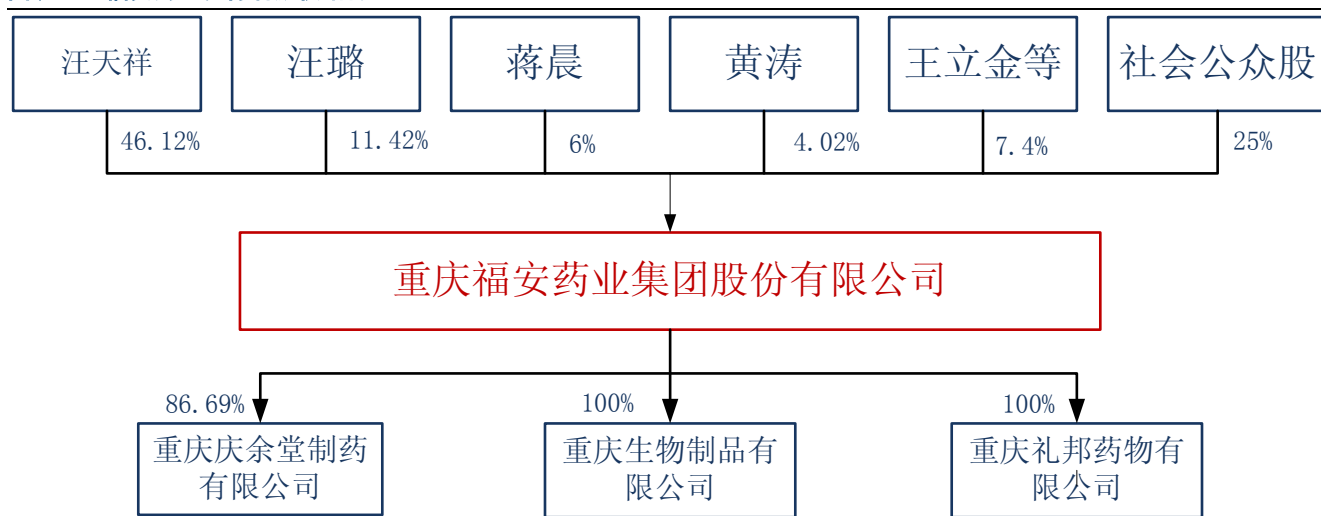 汪天祥
汪璐
蒋晨
黄涛
王立金等
社会公众股
46.12%
11.42%
6%
4.02%
7.4%
25%
重庆福安药业集团股份有限公司
86.69%
100%
100%
重庆庆余堂制药
有限公司
重庆生物制品有
限公司
重庆礼邦药物有
限公司